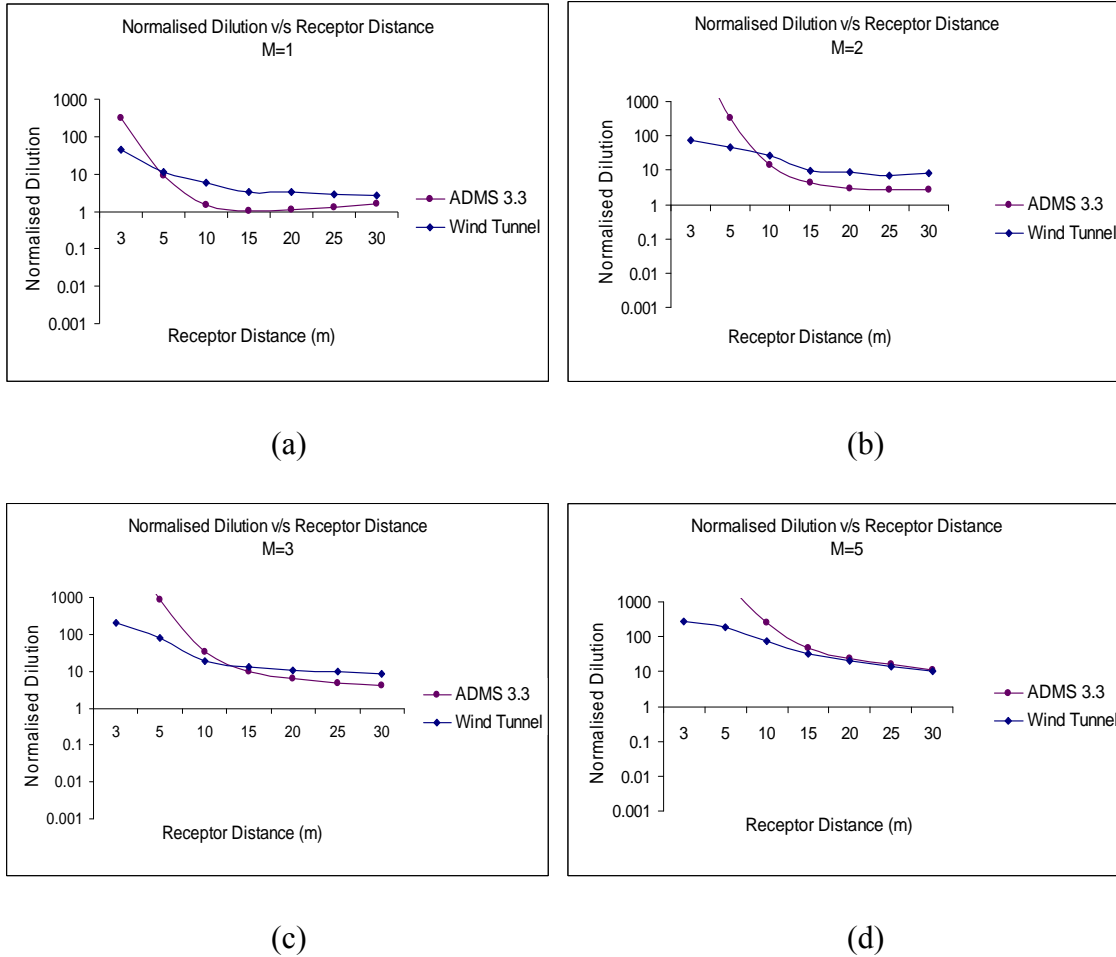 Normalised Dilution v/s Receptor Distance
M=1
Normalised Dilution
1000
100
10
1
0.1
0.01
0.001
3 5 10 15 20 25 30
Receptor Distance (m)
ADMS 3.3
Wind Tunnel
(a)
Normalised Dilution v/s Receptor Distance
M=2
Normalised Dilution
1000
100
10
1
0.1
0.01
0.001
3 5 10 15 20 25 30
Receptor Distance (m)
ADMS 3.3
Wind Tunnel
(b)
Normalised Dilution v/s Receptor Distance
M=3
Normalised Dilution
1000
100
10
1
0.1
0.01
0.001
3 5 10 15 20 25 30
Receptor Distance (m)
ADMS 3.3
Wind Tunnel
(c)
Normalised Dilution v/s Receptor Distance
M=5
Normalised Dilution
1000
100
10
1
0.1
0.01
0.001
3 5 10 15 20 25 30
Receptor Distance (m)
ADMS 3.3
Wind Tunnel
(d)